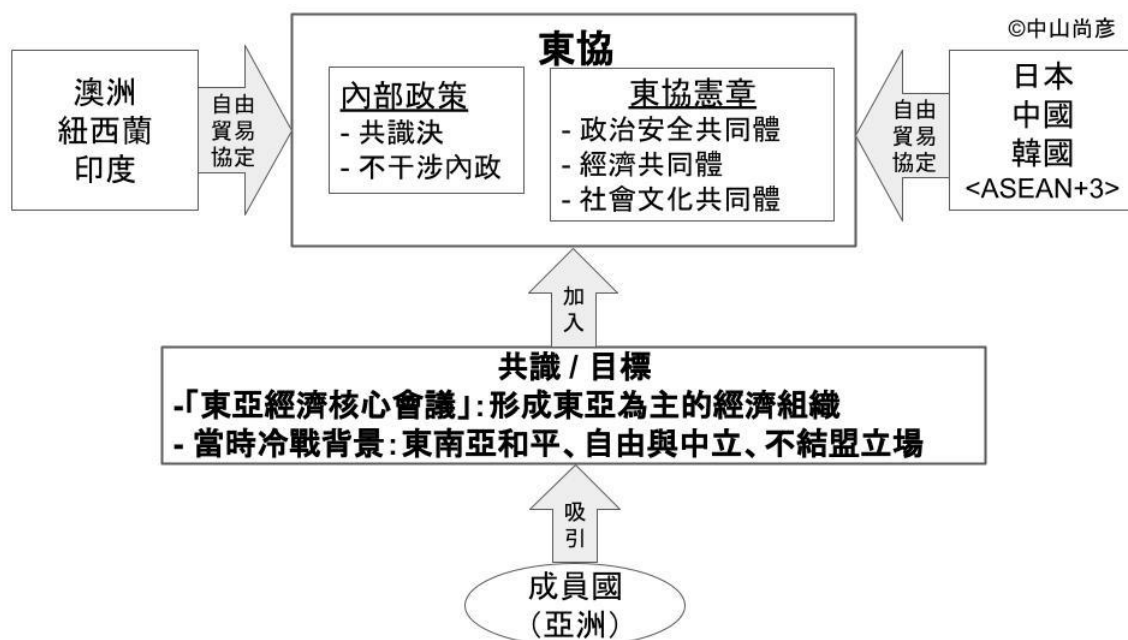 ©中山尚彦
東協
澳洲
紐西蘭
印度
自由
貿易
協定
內部政策
- 共識決
- 不干涉內政
東協憲章
- 政治安全共同體
- 經濟共同體
- 社會文化共同體
自由
貿易
協定
日本
中國
韓國
<ASEAN+3>
加
入
共識 / 目標
-「東亞經濟核心會議」：形成東亞為主的經濟組織
- 當時冷戰背景：東南亞和平、自由與中立、不結盟立場
吸
引
成員國
（亞洲）